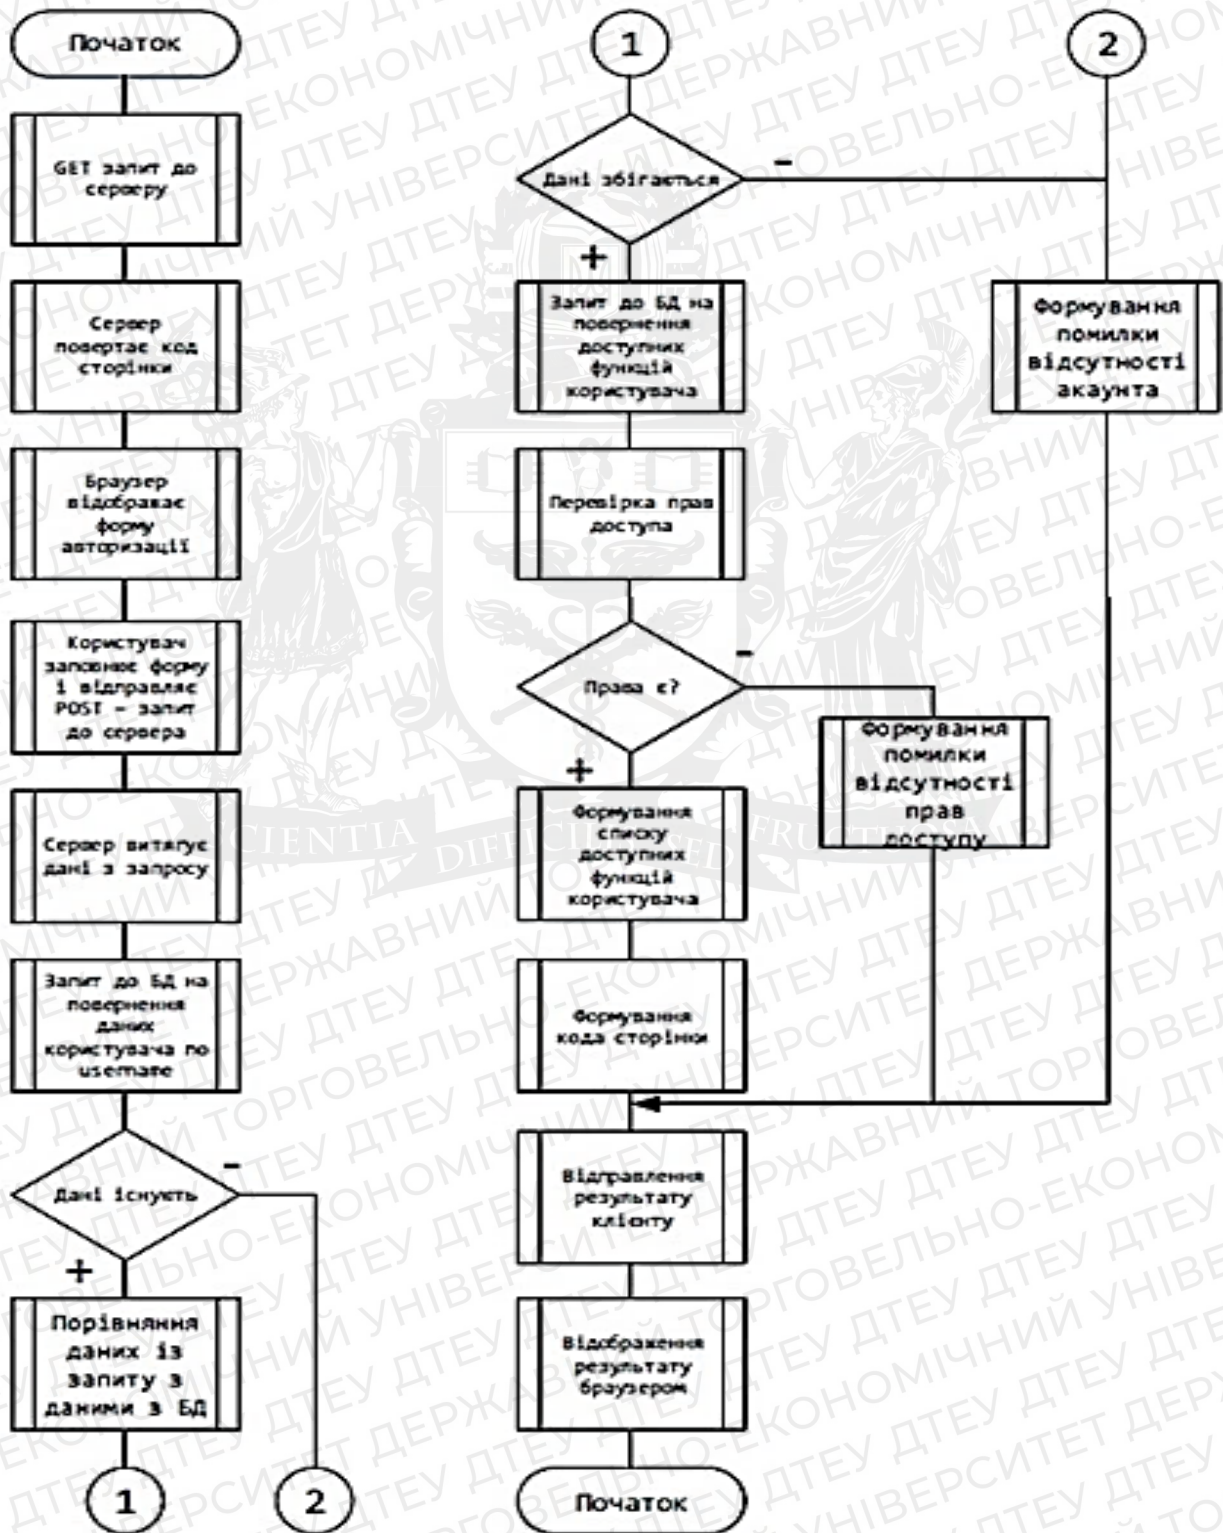 Початок
GET запит до
серверу
Сервер
повертає код
сторінки
Браузер
відображає
форму
авторизації
Користувач
заповнює форму
і відправляє
POST – запит
до сервера
Сервер витягує
дані з запросу
Запит до БД на
повернення
даних
користувача по
username
Дані існують
-
+
Порівняння
даних із
запиту з
даними з БД
1
2
1
Дані збігається
-
+
Запит до БД на
повернення
доступних
функцій
користувача
Перевірка прав
доступа
Права є?
-
+
Формування
списку
доступних
функцій
користувача
Формування
кода сторінки
Відправлення
результату
клієнту
Відображення
результату
браузером
Початок
Формування
помилки
відсутності
прав
доступу
2
Формування
помилки
відсутності
акаунта